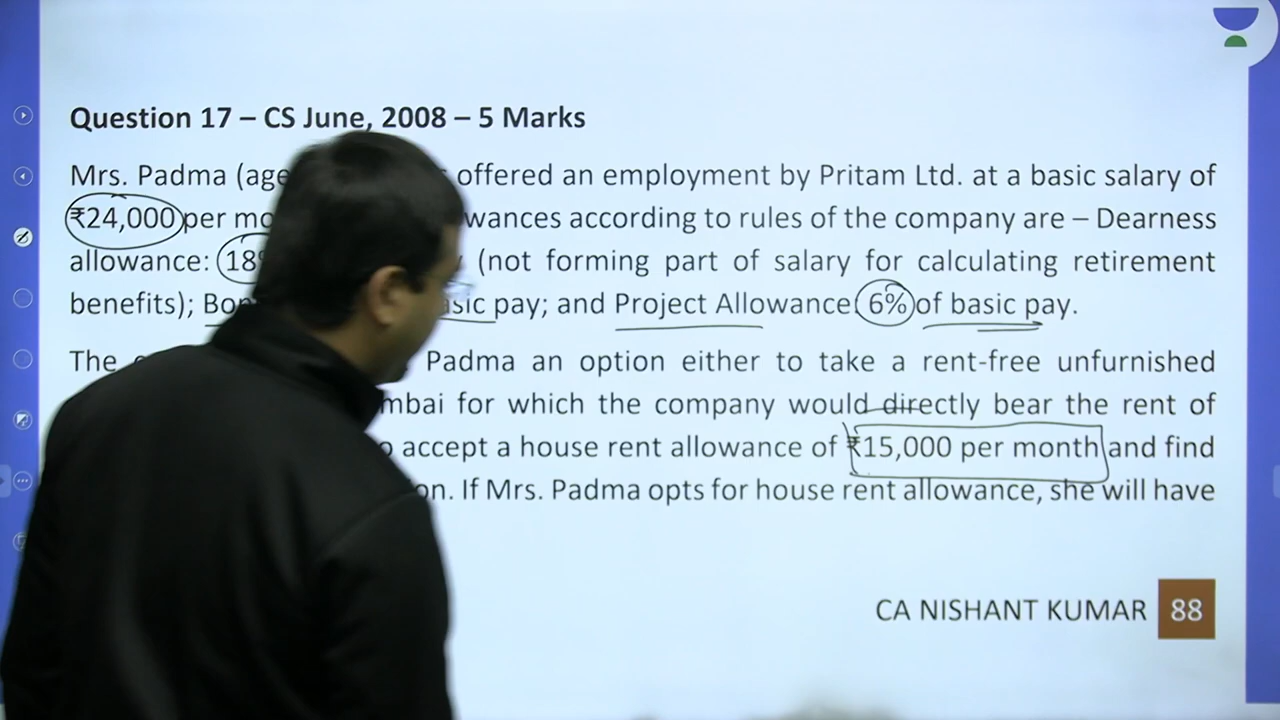 Question 17 – CS June, 2008 – 5 Marks
Mrs. Padma (age offered an employment by Pritam Ltd. at a basic salary of
₹24,000 per wances according to rules of the company are – Dearness
allowance: 18 (not forming part of salary for calculating retirement
benefits); pay; and Project Allowance 6% of basic pay.
The Padma an option either to take a rent-free unfurnished
for which the company would directly bear the rent of
accept a house rent allowance of ₹15,000 per month and find
If Mrs. Padma opts for house rent allowance, she will have
CA NISHANT KUMAR 88